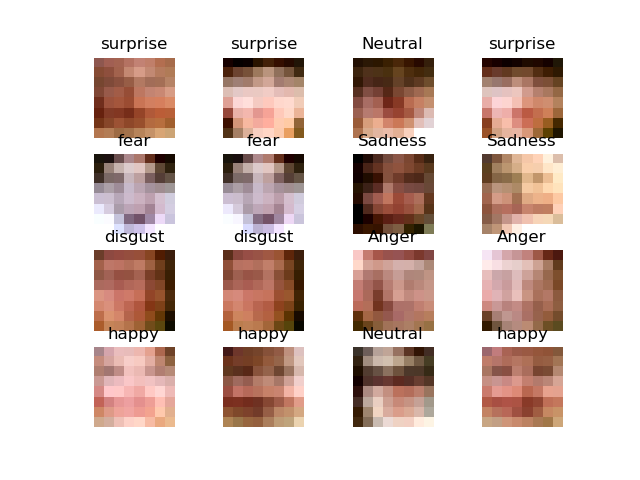 surprise surprise Neutral surprise
fear fear Sadness Sadness
disgust disgust Anger Anger
happy happy Neutral happy